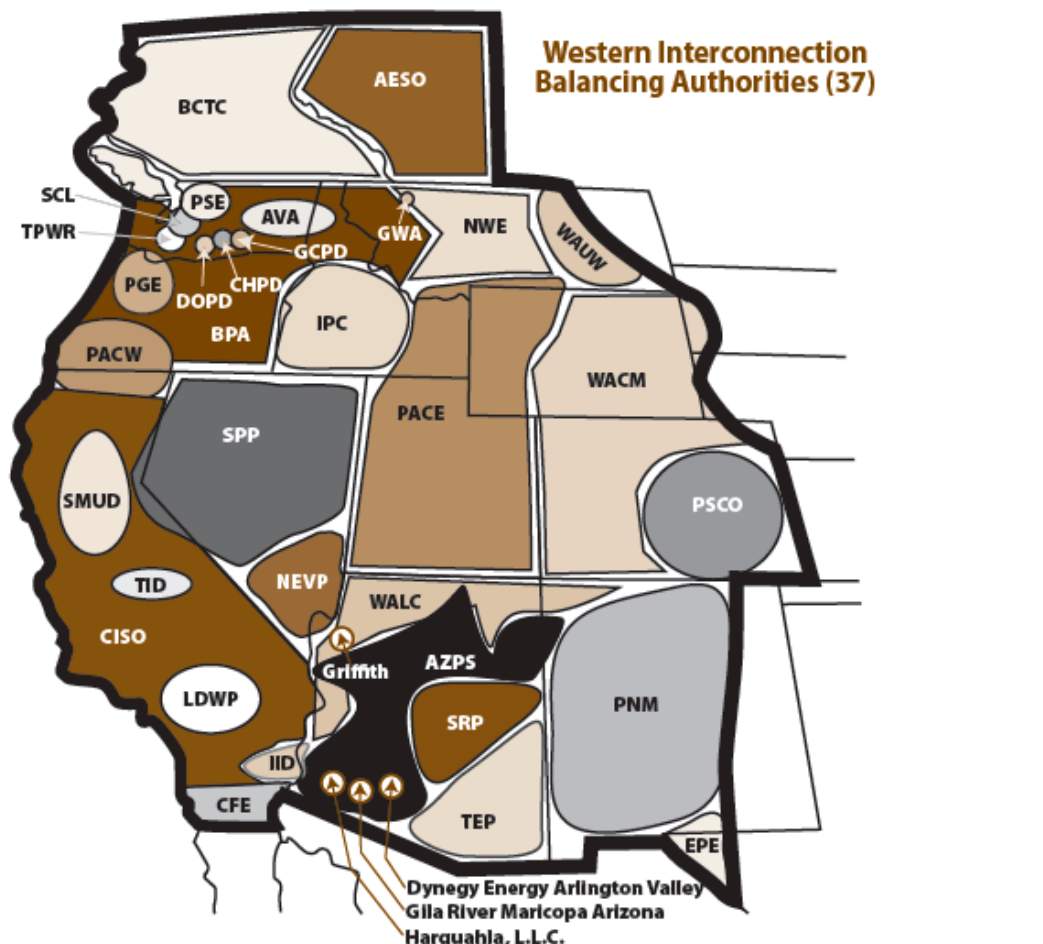 Western Interconnection
Balancing Authorities (37)
AESO
BCTC
SCL
PSE
AVA
TPWR
GWA
NWE
WAUW
GCPD
PGE
CHPD
DOPD
BPA
IPC
PACW
WACM
PACE
SPP
SMUD
PSCO
TID
NEVP
WALC
CISO
Griffith
AZPS
LDWP
PNM
SRP
IID
CFE
TEP
EPE
Dynegy Energy Arlington Valley
Gila River Maricopa Arizona
Harquahla, L.L.C.